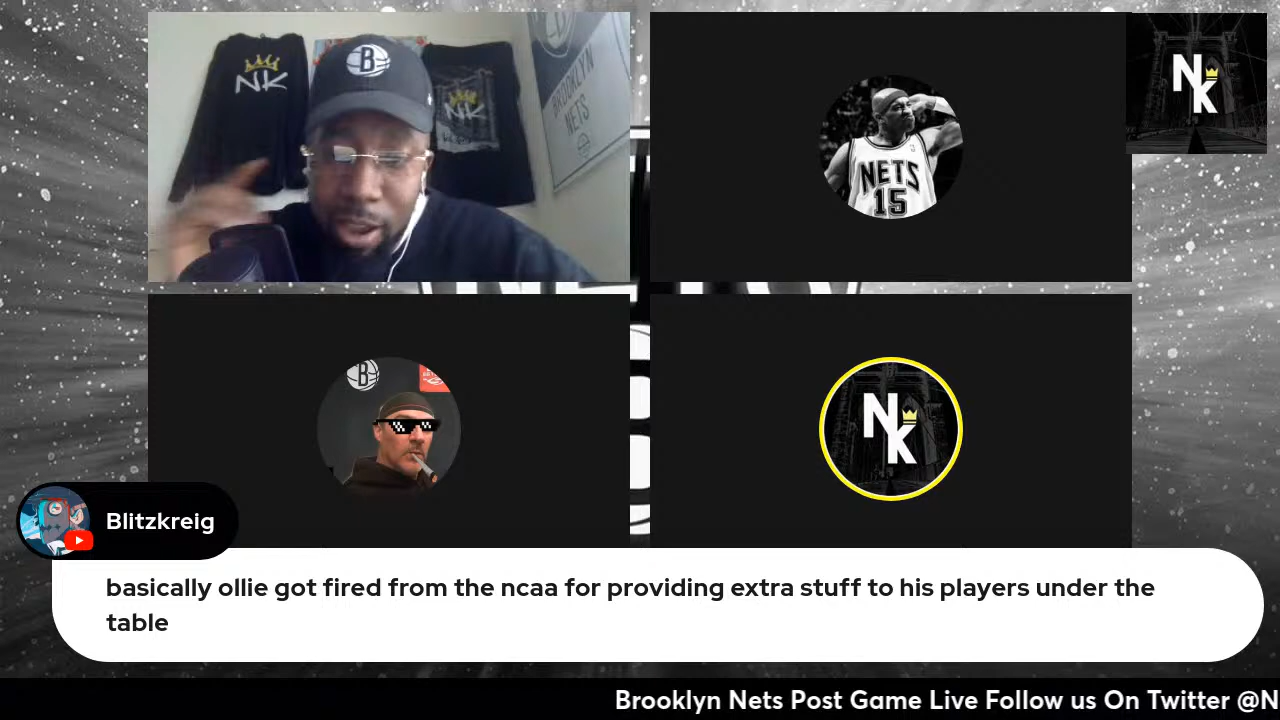 NK
NK
BROOKLYN
NETS
B
NETS
15
NK
B
NK
Blitzkreig
basically ollie got fired from the ncaa for providing extra stuff to his players under the
table
Brooklyn Nets Post Game Live Follow us On Twitter @N